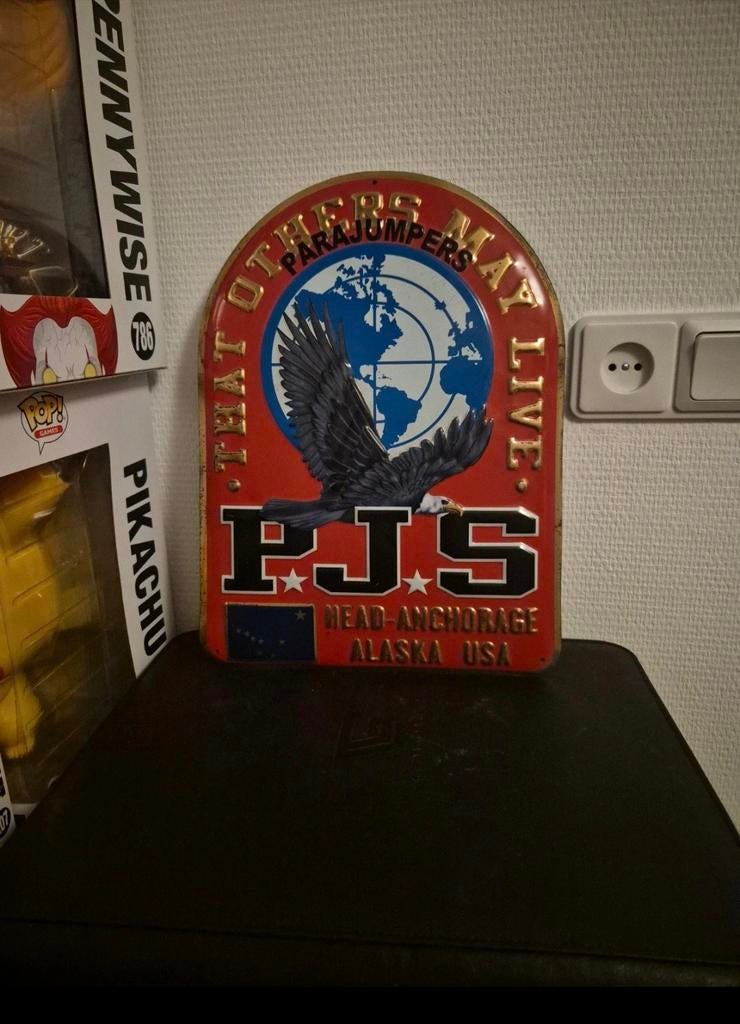 PENNYWISE
786
POP!
GAMES
PIKACHU
• THAT OTHERS MAY LIVE •
PARAJUMPERS
P.J.S
HEAD-ANCHORAGE
ALASKA USA